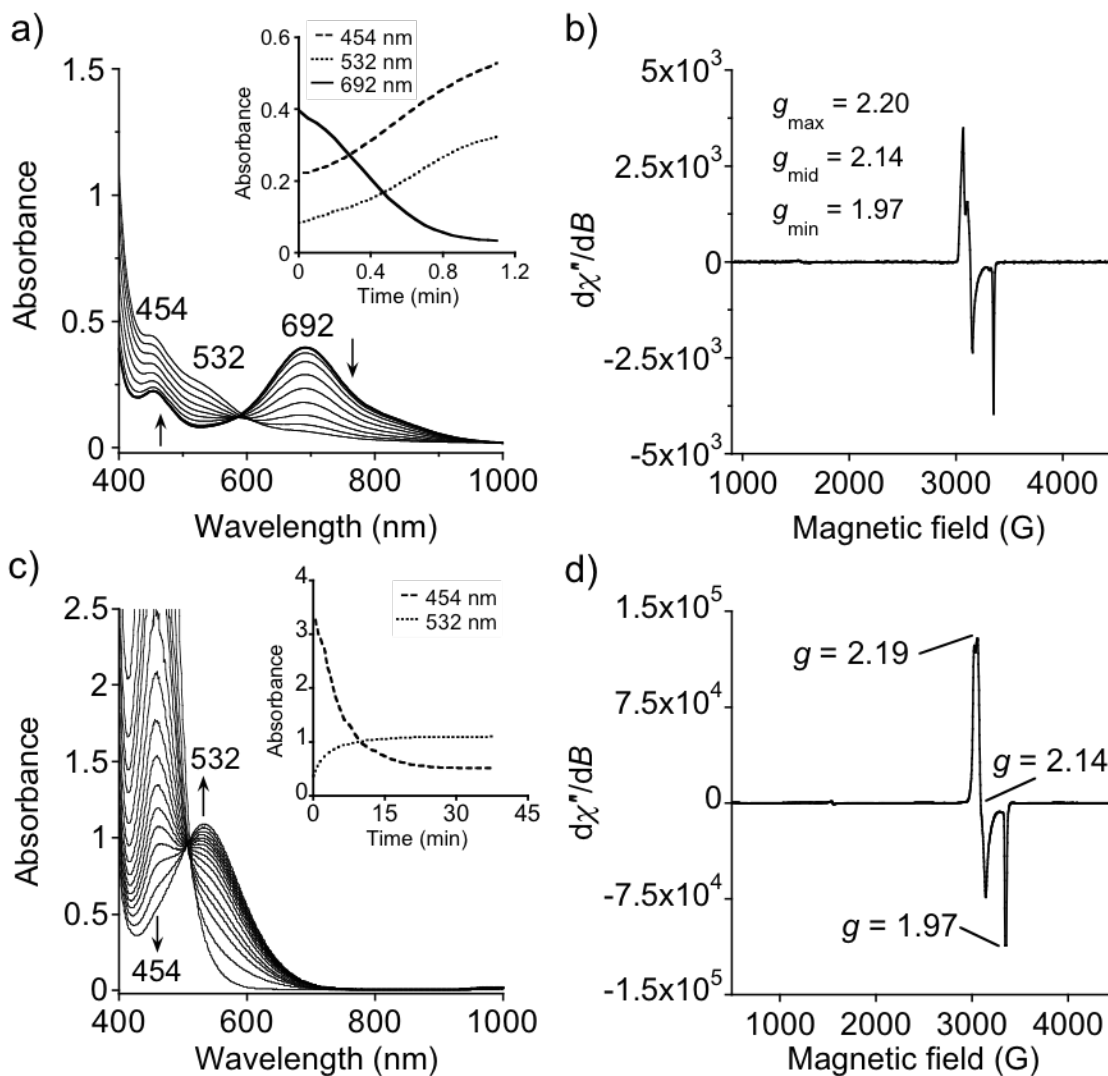 a)
0.6
0.4
0.2
0
Absorbance
454 nm
532 nm
692 nm
0 0.4 0.8 1.2
Time (min)
1.5
1
0.5
0
Absorbance
454
532
692
400 600 800 1000
Wavelength (nm)
b)
5x10³
2.5x10³
0
-2.5x10³
-5x10³
dχ"/dB
gmax = 2.20
gmid = 2.14
gmin = 1.97
1000 2000 3000 4000
Magnetic field (G)
c)
4
3
2
1
0
Absorbance
454 nm
532 nm
0 15 30 45
Time (min)
2.5
2
1.5
1
0.5
0
Absorbance
532
454
400 600 800 1000
Wavelength (nm)
d)
1.5x10⁵
7.5x10⁴
0
-7.5x10⁴
-1.5x10⁵
dχ"/dB
g = 2.19
g = 2.14
g = 1.97
1000 2000 3000 4000
Magnetic field (G)